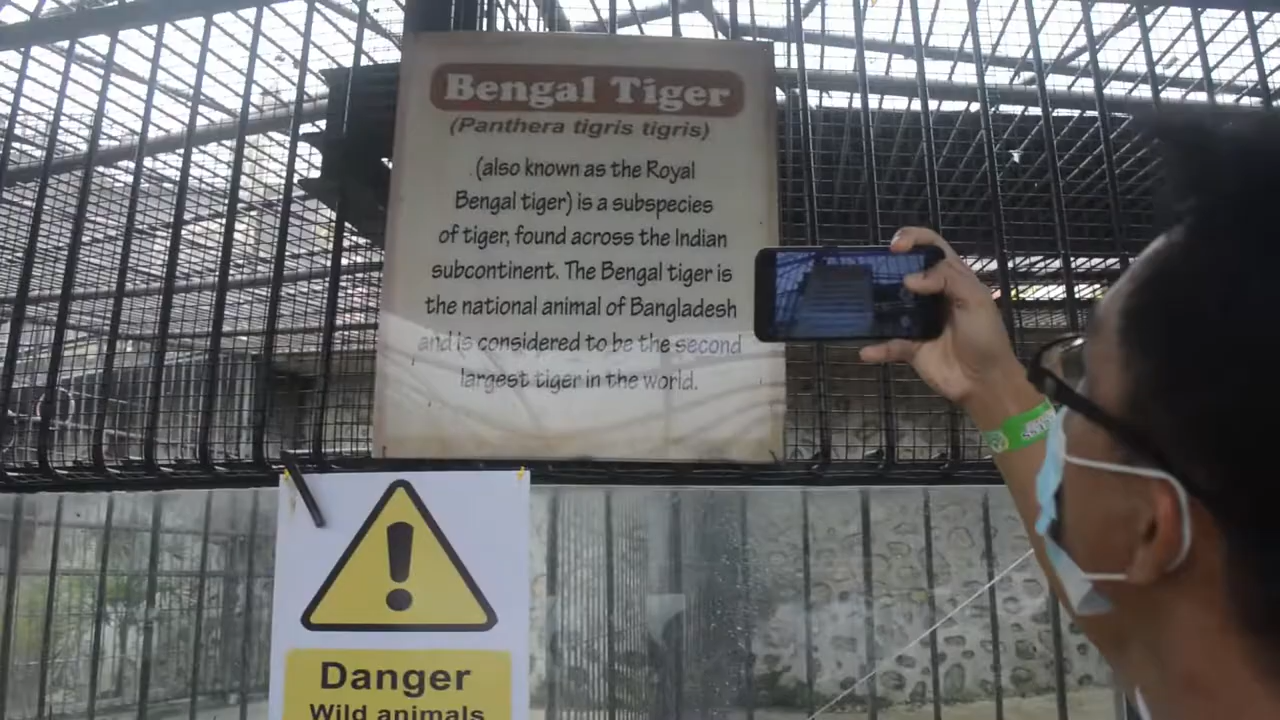 Bengal Tiger
(Panthera tigris tigris)
(also known as the Royal
Bengal tiger) is a subspecies
of tiger, found across the Indian
subcontinent. The Bengal tiger is
the national animal of Bangladesh
and is considered to be the second
largest tiger in the world.
Danger
Wild animals